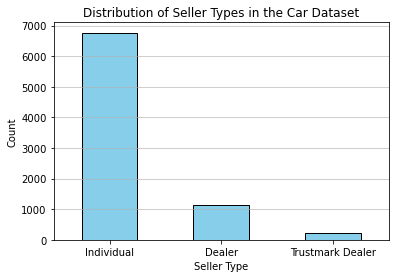 Distribution of Seller Types in the Car Dataset
7000
6000
5000
4000
3000
2000
1000
0
Count
Individual Dealer Trustmark Dealer
Seller Type